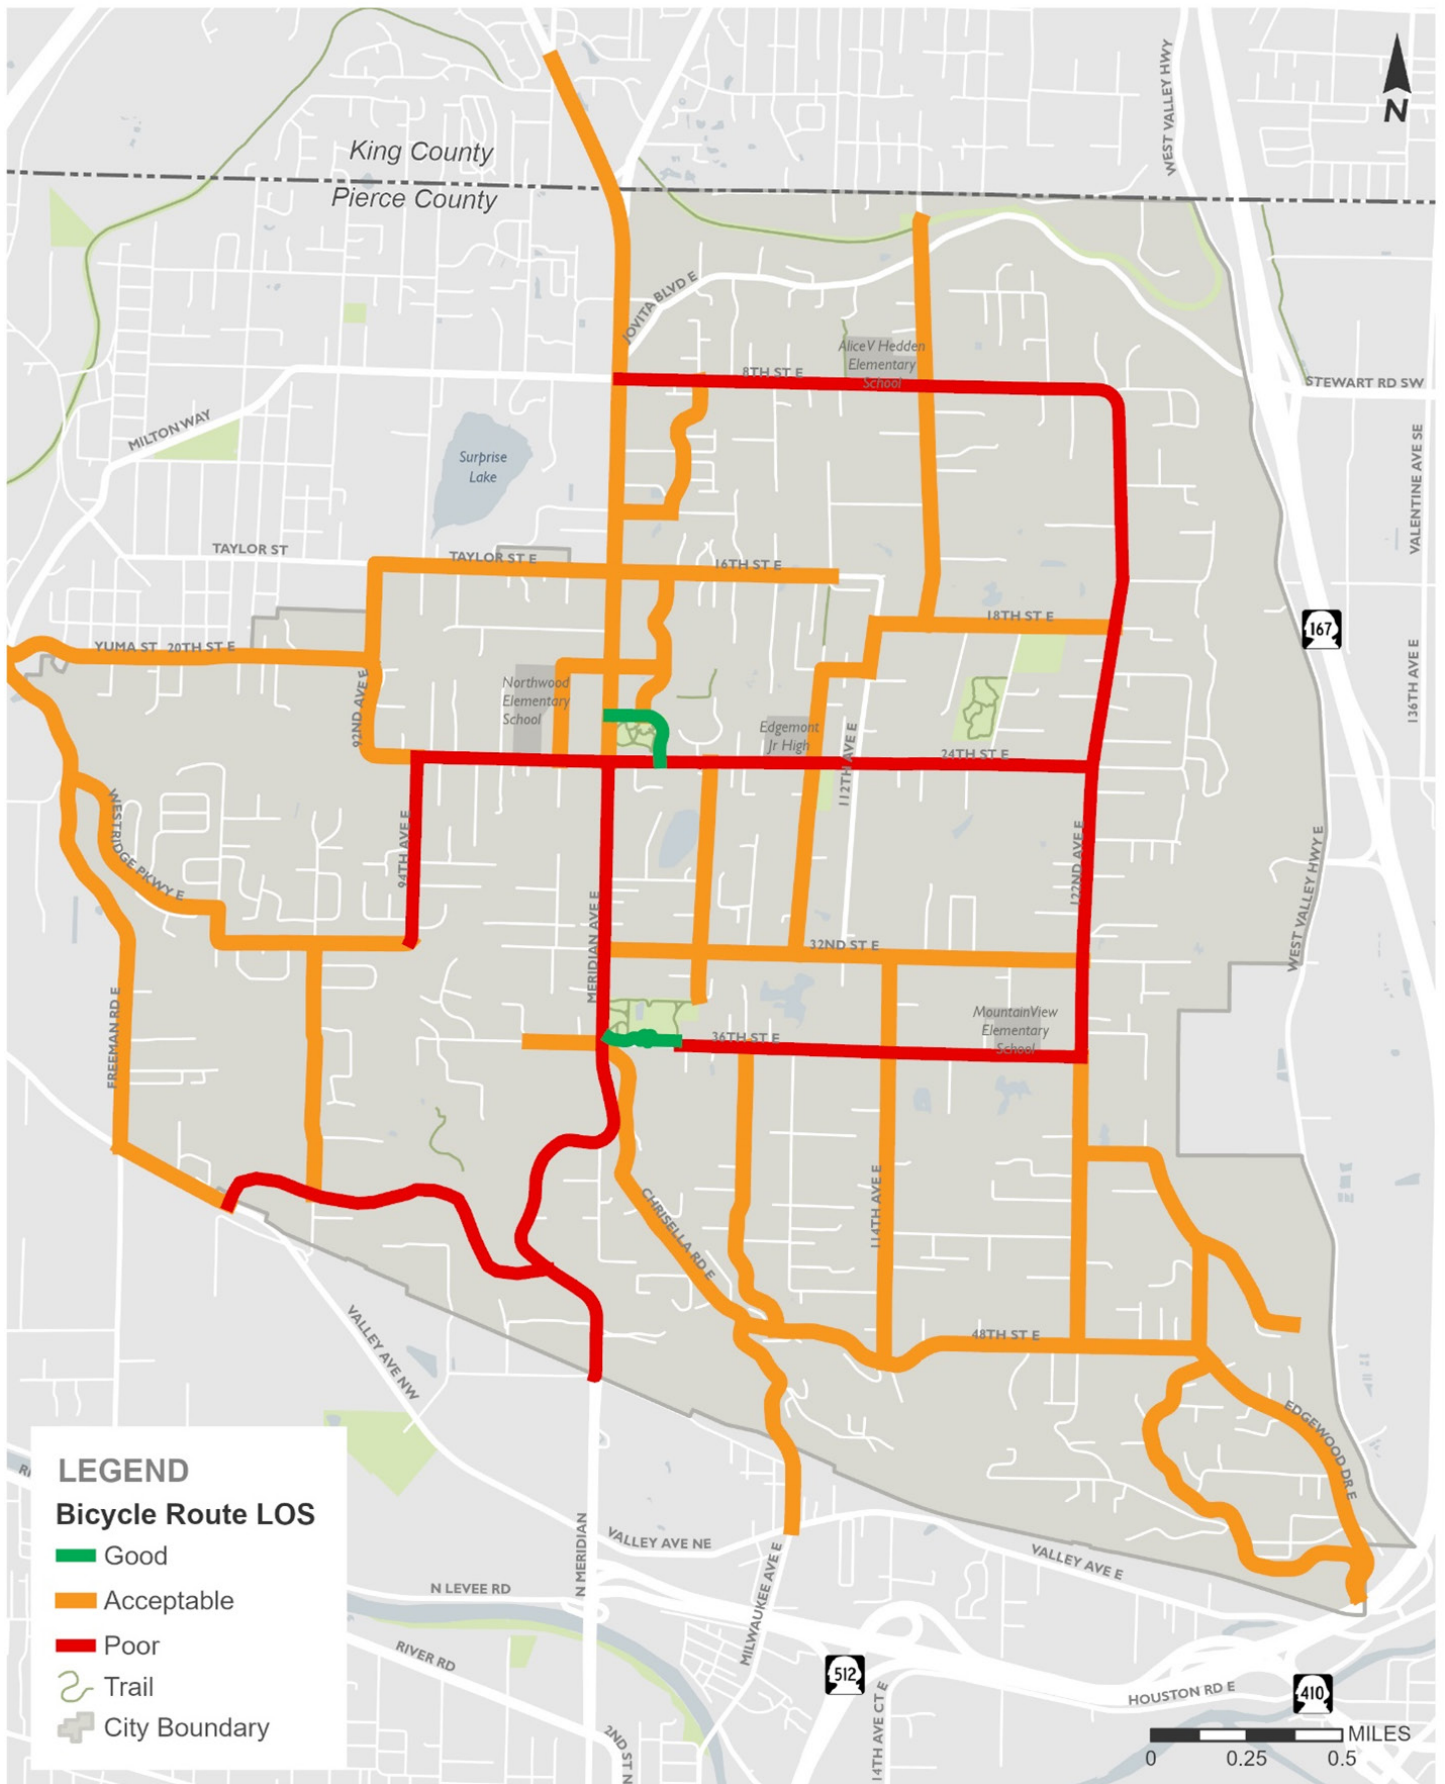 N
WEST VALLEY HWY
King County
Pierce County
JOVITA BLVD E
Alice V Hedden
Elementary
School
8TH ST E
STEWART RD SW
MILTON WAY
Surprise
Lake
VALENTINE AVE SE
TAYLOR ST
TAYLOR ST E
16TH ST E
18TH ST E
167
YUMA ST
20TH ST E
92ND AVE E
Northwood
Elementary
School
136TH AVE E
Edgemont
Jr High
24TH ST E
112TH AVE E
WESTRIDGE PKWY E
94TH AVE E
122ND AVE E
WEST VALLEY HWY E
MERIDIAN AVE E
32ND ST E
FREEMAN RD E
36TH ST E
MountainView
Elementary
School
CHRISELLA RD E
114TH AVE E
48TH ST E
VALLEY AVE NW
EDGEWOOD DR E
LEGEND
Bicycle Route LOS
Good
Acceptable
Poor
Trail
City Boundary
N MERIDIAN
VALLEY AVE NE
VALLEY AVE E
N LEVEE RD
MILWAUKEE AVE E
RIVER RD
512
HOUSTON RD E
410
14TH AVE CT E
2ND ST N
MILES
0 0.25 0.5